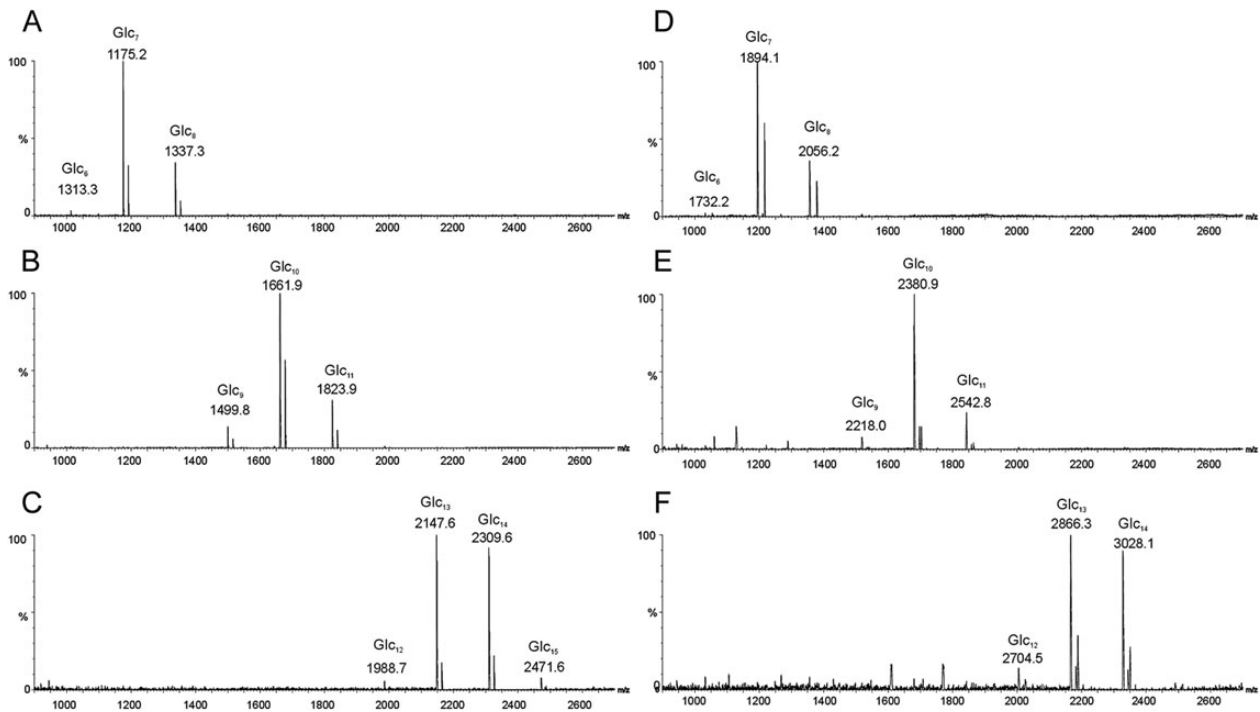 A
Glc₇
1175.2
100
Glc₈
1337.3
%
Glc₆
1313.3
0
1000 1200 1400 1600 1800 2000 2200 2400 2600 m/z
D
Glc₇
1894.1
100
Glc₈
2056.2
%
Glc₆
1732.2
0
1000 1200 1400 1600 1800 2000 2200 2400 2600 m/z
B
Glc₁₀
1661.9
100
%
Glc₁₁
1823.9
Glc₉
1499.8
0
1000 1200 1400 1600 1800 2000 2200 2400 2600 m/z
E
Glc₁₀
2380.9
100
%
Glc₁₁
2542.8
Glc₉
2218.0
0
1000 1200 1400 1600 1800 2000 2200 2400 2600 m/z
C
Glc₁₃
2147.6
Glc₁₄
2309.6
100
%
Glc₁₂
1988.7
Glc₁₅
2471.6
0
1000 1200 1400 1600 1800 2000 2200 2400 2600 m/z
F
Glc₁₃
2866.3
Glc₁₄
3028.1
100
%
Glc₁₂
2704.5
0
1000 1200 1400 1600 1800 2000 2200 2400 2600 m/z